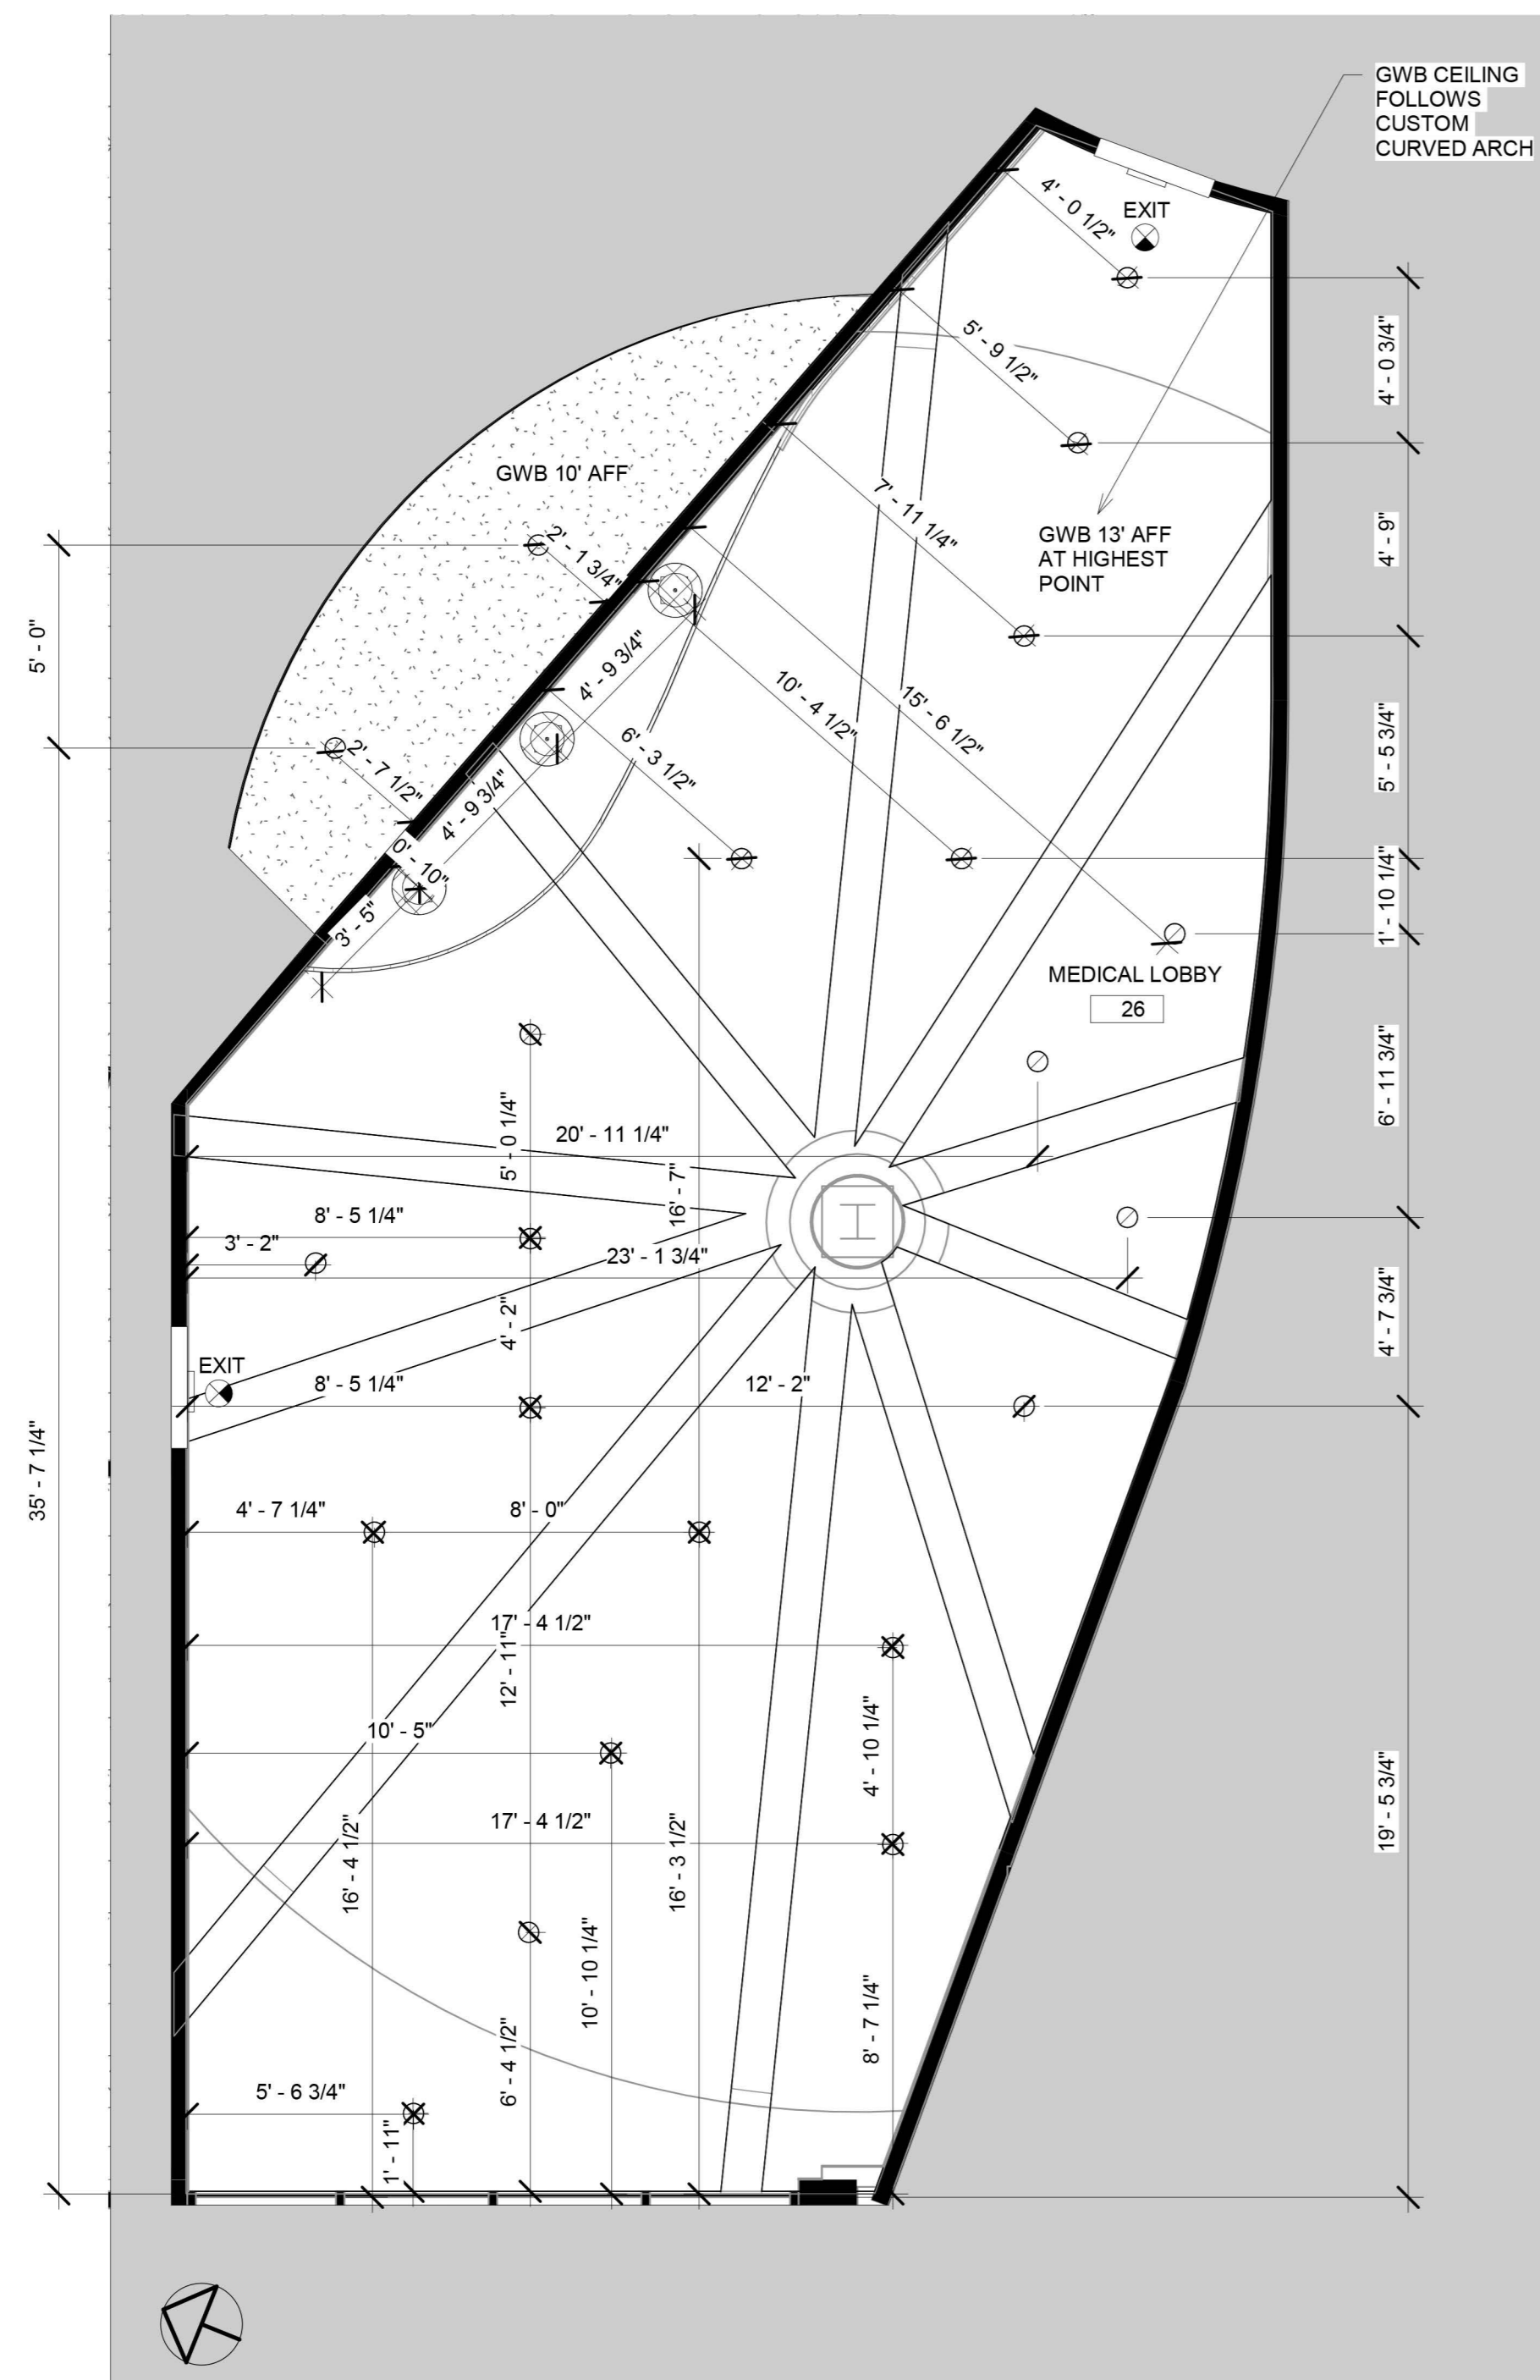 GWB CEILING
FOLLOWS
CUSTOM
CURVED ARCH
4' - 0 1/2"
EXIT
5' - 9 1/2"
4' - 0 3/4"
GWB 10' AFF
7' - 11 1/4"
GWB 13' AFF
AT HIGHEST
POINT
4' - 9"
2' - 1 3/4"
5' - 0"
4' - 9 3/4"
10' - 4 1/2"
15' - 6 1/2"
6' - 3 1/2"
5' - 5 3/4"
2' - 7 1/2"
4' - 9 3/4"
0' - 10"
3' - 5"
1' - 10 1/4"
MEDICAL LOBBY
26
6' - 11 3/4"
5' - 0 1/4"
20' - 11 1/4"
16' - 7"
8' - 5 1/4"
3' - 2"
23' - 1 3/4"
4' - 2"
4' - 7 3/4"
EXIT
8' - 5 1/4"
12' - 2"
35' - 7 1/4"
4' - 7 1/4"
8' - 0"
17' - 4 1/2"
12' - 11"
10' - 5"
4' - 10 1/4"
17' - 4 1/2"
16' - 4 1/2"
16' - 3 1/2"
19' - 5 3/4"
10' - 10 1/4"
8' - 7 1/4"
6' - 4 1/2"
5' - 6 3/4"
1' - 11"